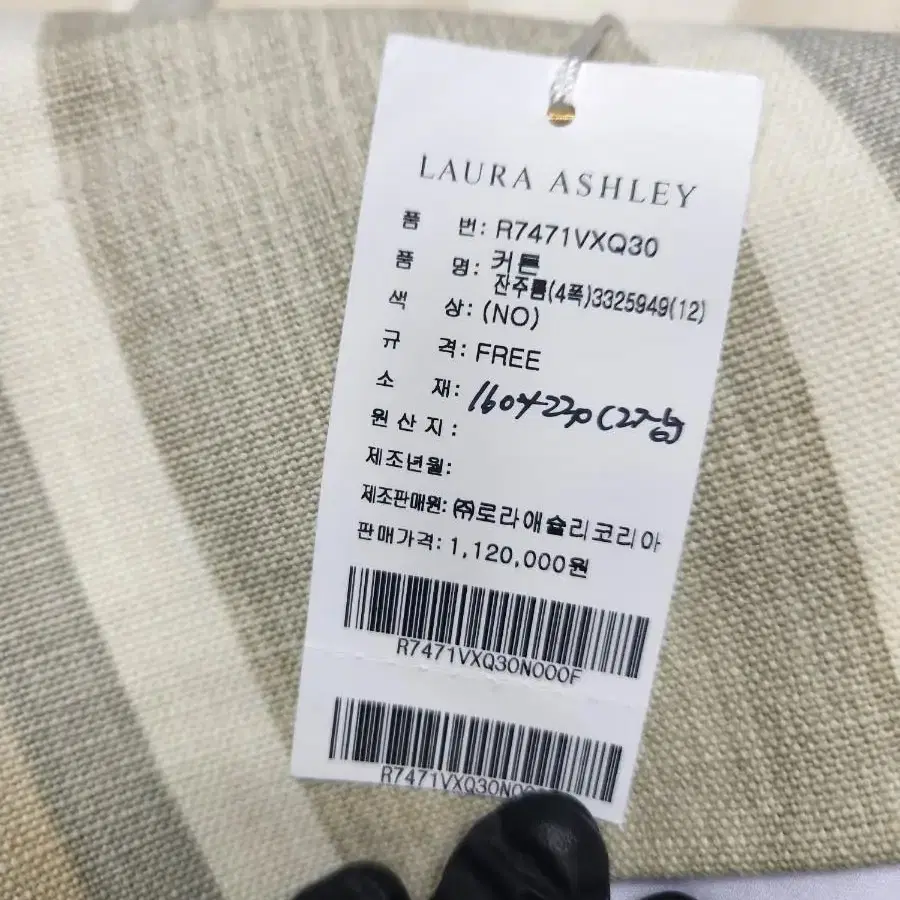 LAURA ASHLEY
품 번: R7471VXQ30
품 명: 커튼
잔주름(4폭)3325949(12)
색 상: (NO)
규 격: FREE
소 재: 160x230
원 산 지 :
제조년월:
제조판매원: ㈜로라애슐리코리아
판매가격: 1,120,000원
R7471VXQ30N000F
R7471VXQ30N00